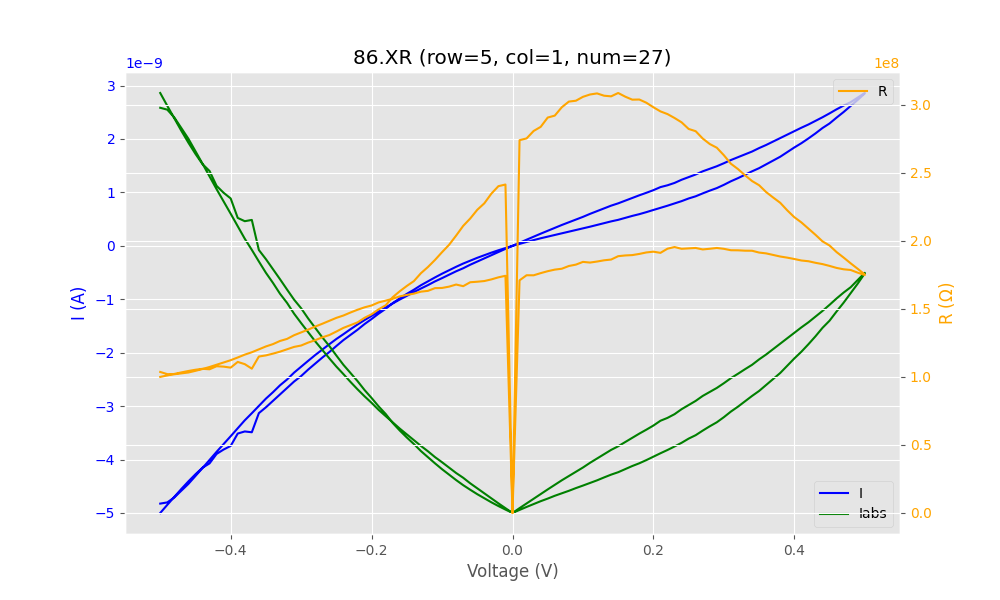 86.XR (row=5, col=1, num=27)
1e−9
1e8
R
3
2
1
0
−1
−2
−3
−4
−5
I (A)
3.0
2.5
2.0
1.5
1.0
0.5
0.0
R (Ω)
I
Iabs
−0.4
−0.2
0.0
0.2
0.4
Voltage (V)